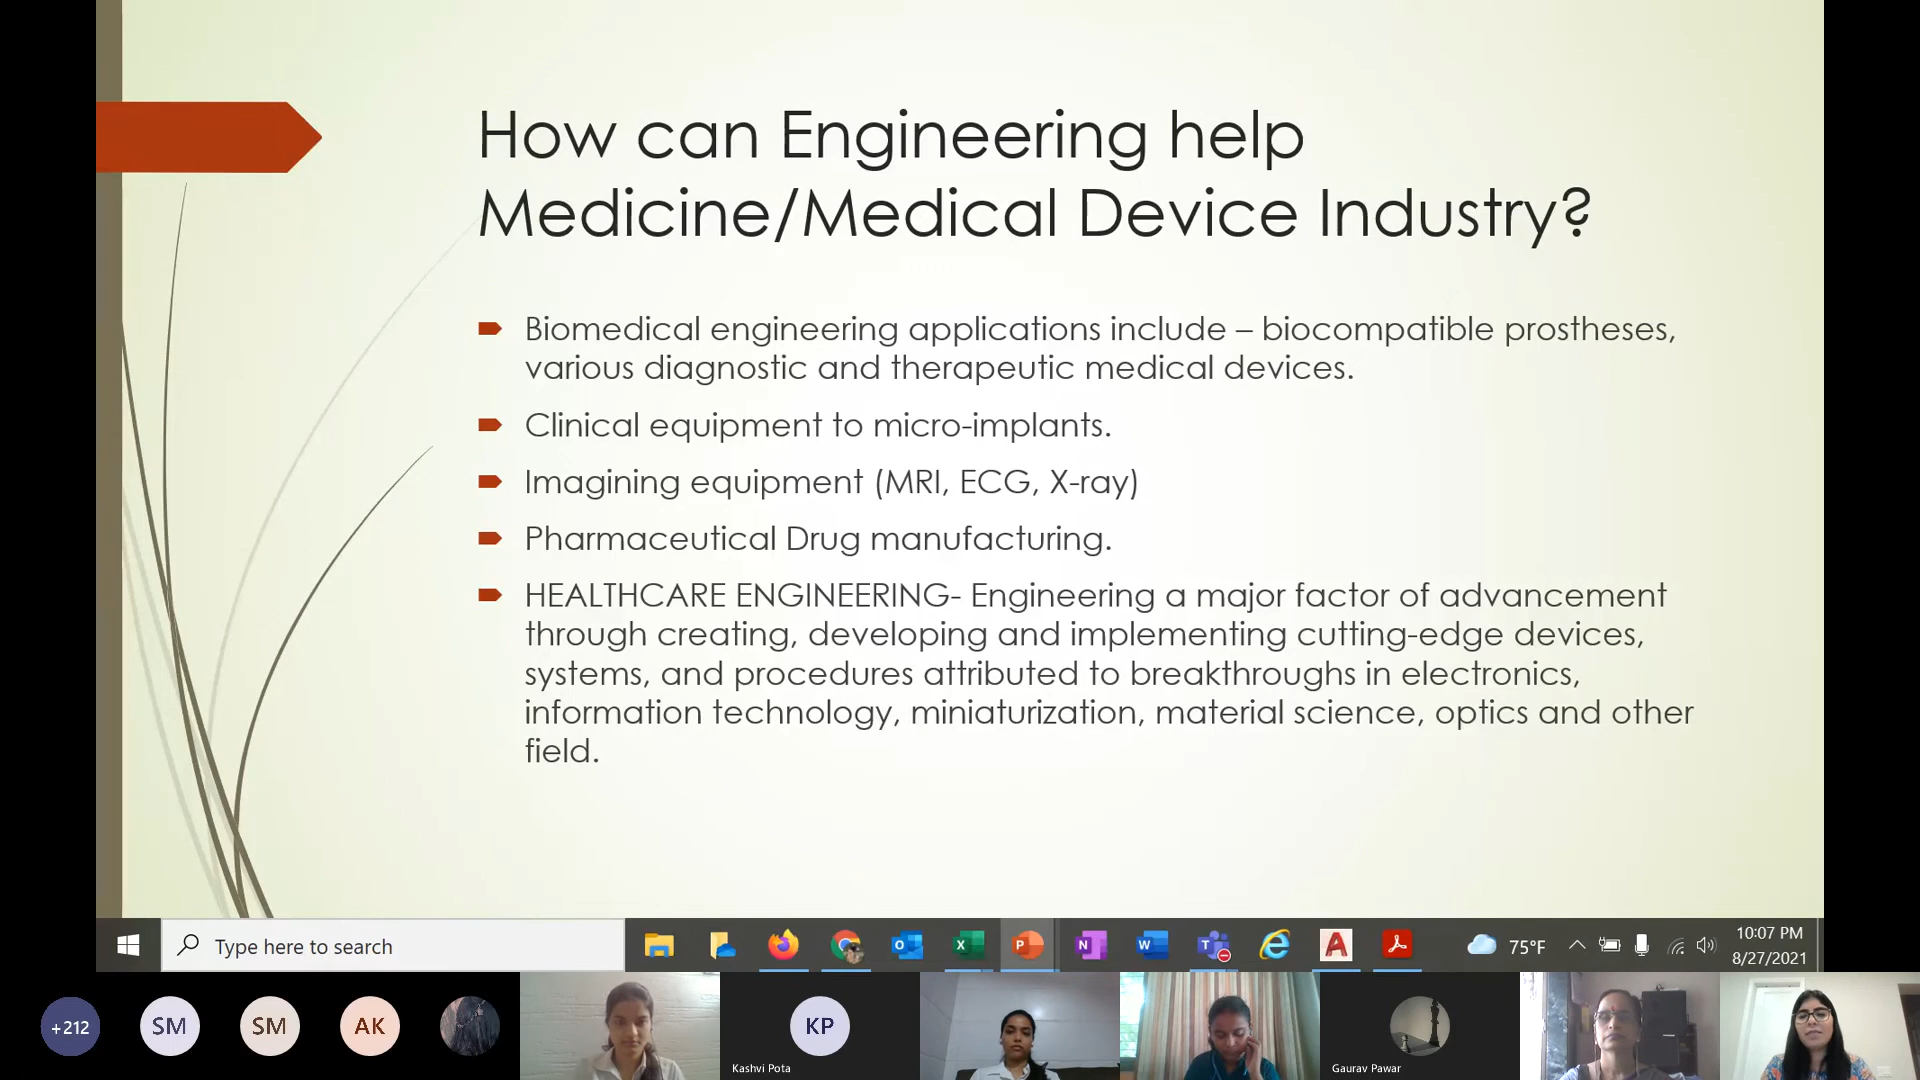 How can Engineering help
Medicine/Medical Device Industry?
Biomedical engineering applications include – biocompatible prostheses,
various diagnostic and therapeutic medical devices.
Clinical equipment to micro-implants.
Imagining equipment (MRI, ECG, X-ray)
Pharmaceutical Drug manufacturing.
HEALTHCARE ENGINEERING- Engineering a major factor of advancement
through creating, developing and implementing cutting-edge devices,
systems, and procedures attributed to breakthroughs in electronics,
information technology, miniaturization, material science, optics and other
field.
Type here to search
75°F
10:07 PM
8/27/2021
+212
SM
SM
AK
KP
Kashvi Pota
Gaurav Pawar